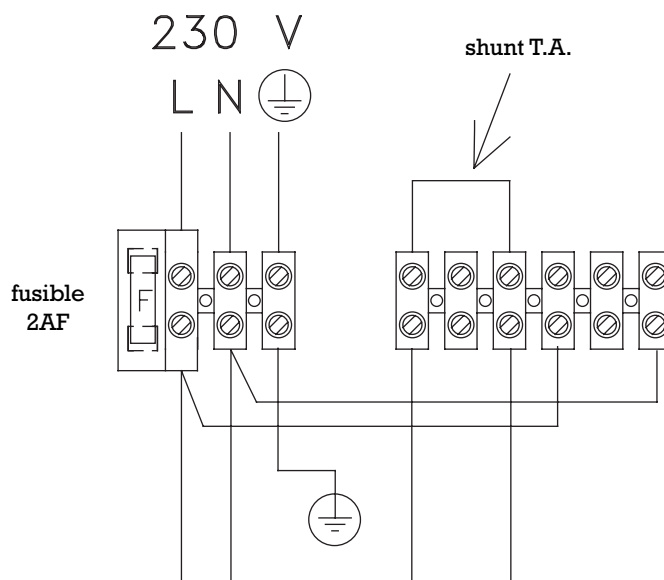 230 V
shunt T.A.
L N
fusible
2AF
F